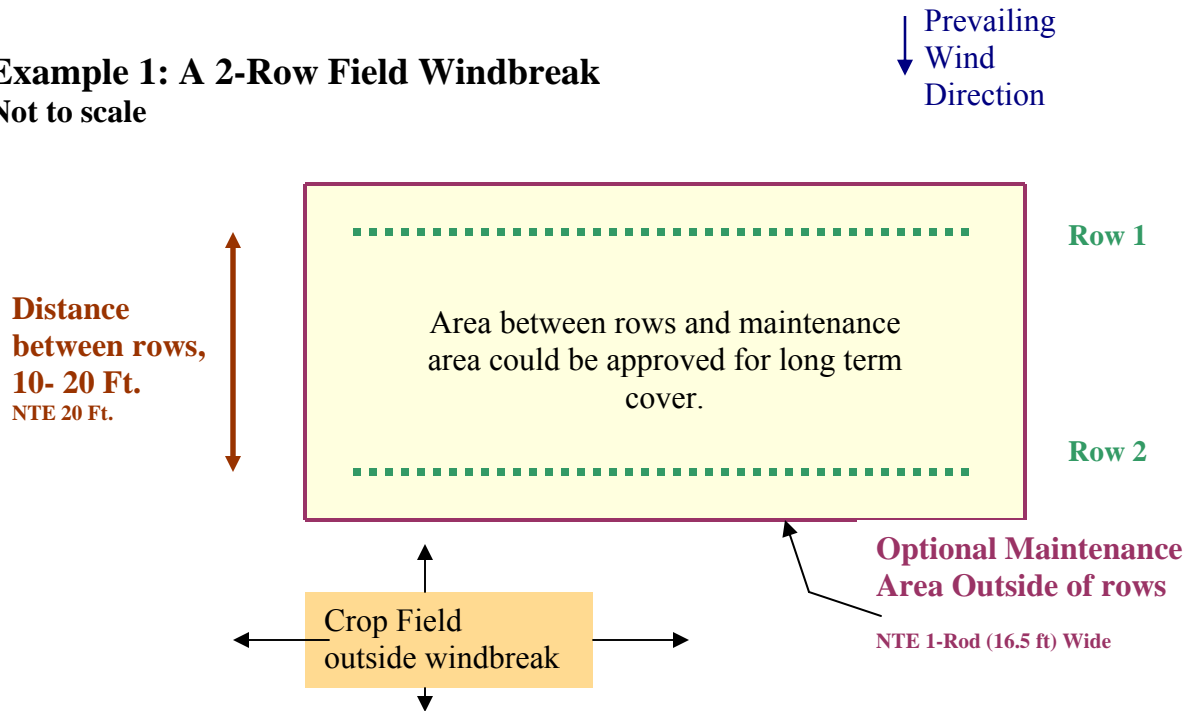 Prevailing
Wind
Direction
Example 1: A 2-Row Field Windbreak
Not to scale
Row 1
Distance
between rows,
10- 20 Ft.
NTE 20 Ft.
Area between rows and maintenance
area could be approved for long term
cover.
Row 2
Optional Maintenance
Area Outside of rows
NTE 1-Rod (16.5 ft) Wide
Crop Field
outside windbreak